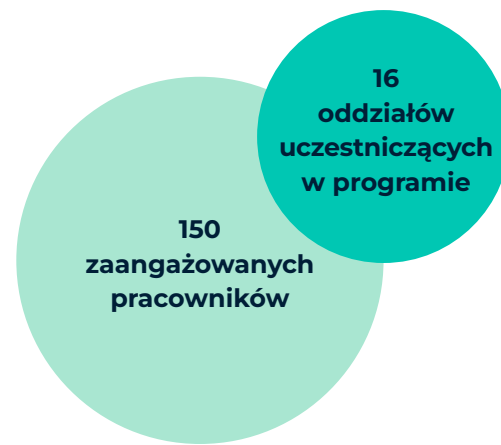 16
oddziałów
uczestniczących
w programie
150
zaangażowanych
pracowników